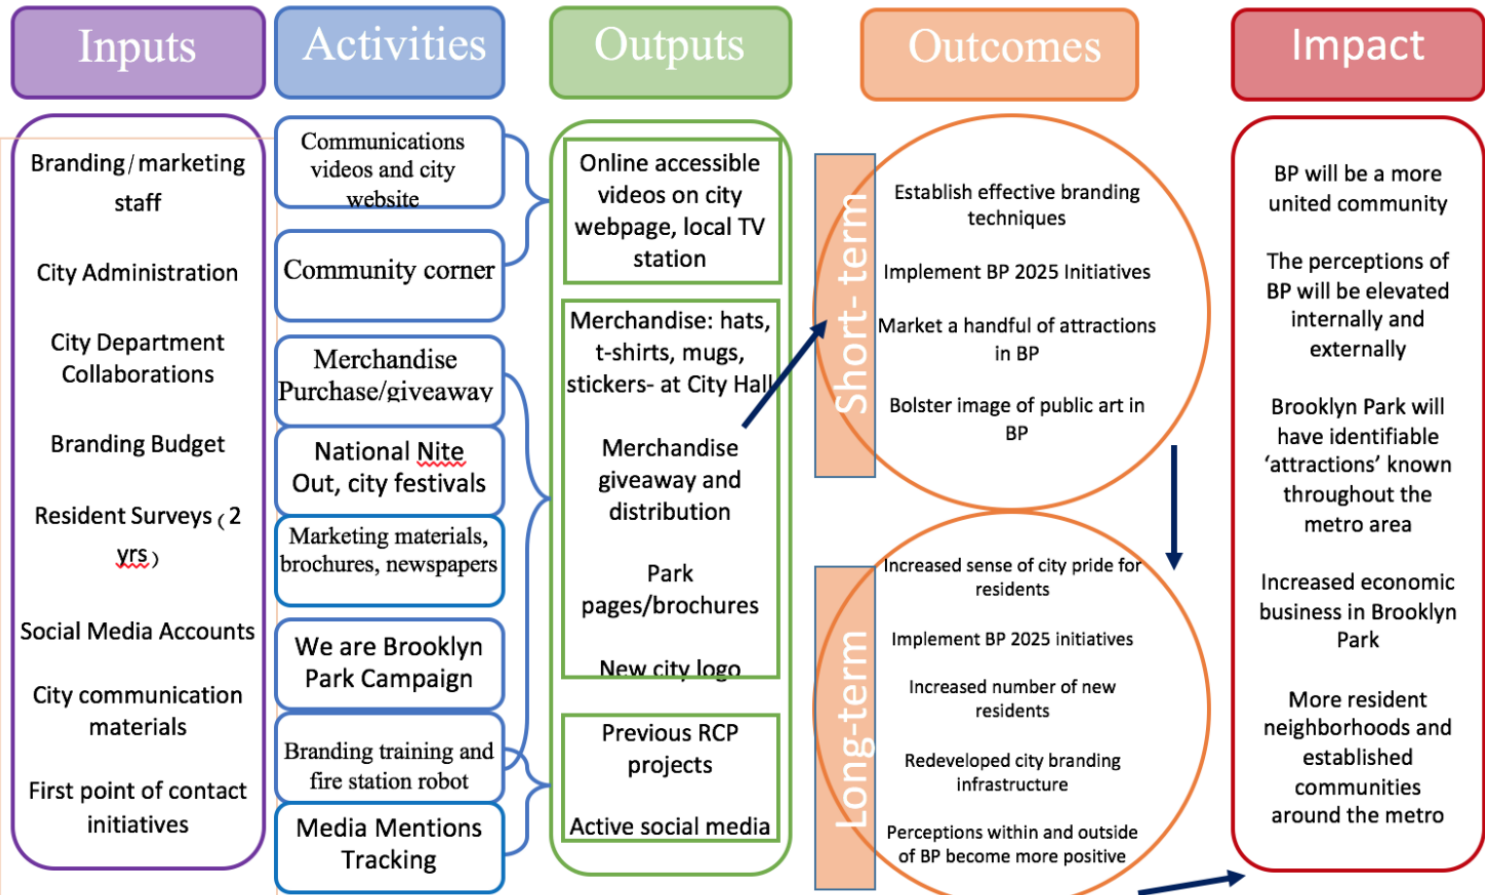 Inputs
Activities
Outputs
Outcomes
Impact
Branding/marketing
staff
City Administration
City Department
Collaborations
Branding Budget
Resident Surveys (2
yrs)
Social Media Accounts
City communication
materials
First point of contact
initiatives
Communications
videos and city
website
Community corner
Merchandise
Purchase/giveaway
National Nite
Out, city festivals
Marketing materials,
brochures, newspapers
We are Brooklyn
Park Campaign
Branding training and
fire station robot
Media Mentions
Tracking
Online accessible
videos on city
webpage, local TV
station
Merchandise: hats,
t-shirts, mugs,
stickers- at City Hall
Merchandise
giveaway and
distribution
Park
pages/brochures
New city logo
Previous RCP
projects
Active social media
Short- term
Establish effective branding
techniques
Implement BP 2025 Initiatives
Market a handful of attractions
in BP
Bolster image of public art in
BP
Long-term
Increased sense of city pride for
residents
Implement BP 2025 initiatives
Increased number of new
residents
Redeveloped city branding
infrastructure
Perceptions within and outside
of BP become more positive
BP will be a more
united community
The perceptions of
BP will be elevated
internally and
externally
Brooklyn Park will
have identifiable
‘attractions’ known
throughout the
metro area
Increased economic
business in Brooklyn
Park
More resident
neighborhoods and
established
communities
around the metro